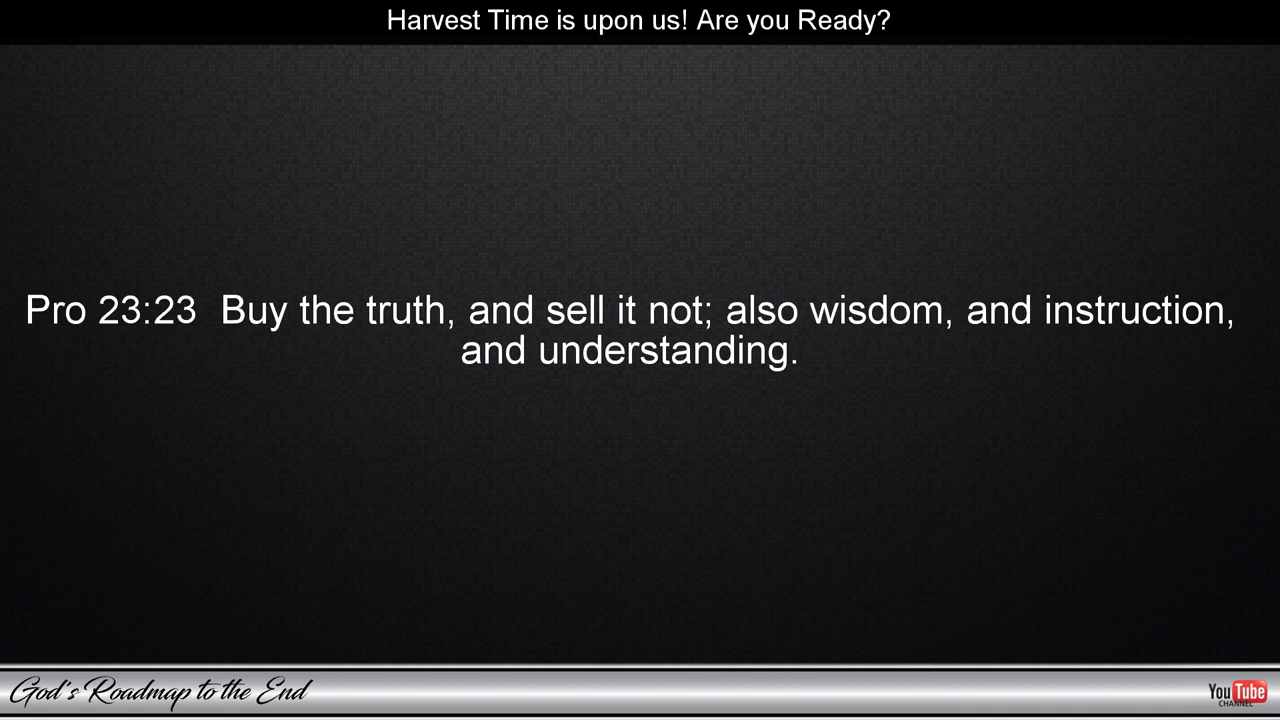 Harvest Time is upon us! Are you Ready?
Pro 23:23  Buy the truth, and sell it not; also wisdom, and instruction,
and understanding.
God's Roadmap to the End
YouTube
CHANNEL